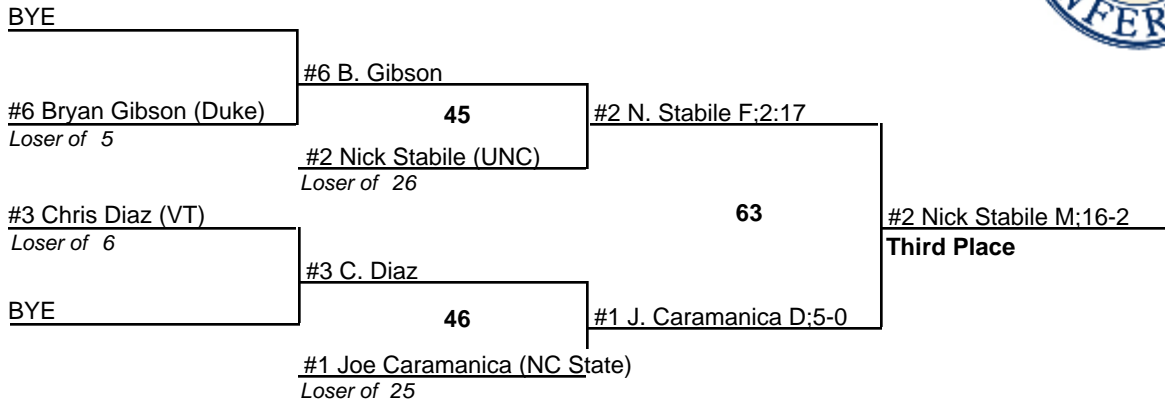 BYE
#6 B. Gibson
#6 Bryan Gibson (Duke)
Loser of 5
45
#2 N. Stabile F;2:17
#2 Nick Stabile (UNC)
Loser of 26
#3 Chris Diaz (VT)
Loser of 6
63
#2 Nick Stabile M;16-2
Third Place
#3 C. Diaz
BYE
46
#1 J. Caramanica D;5-0
#1 Joe Caramanica (NC State)
Loser of 25